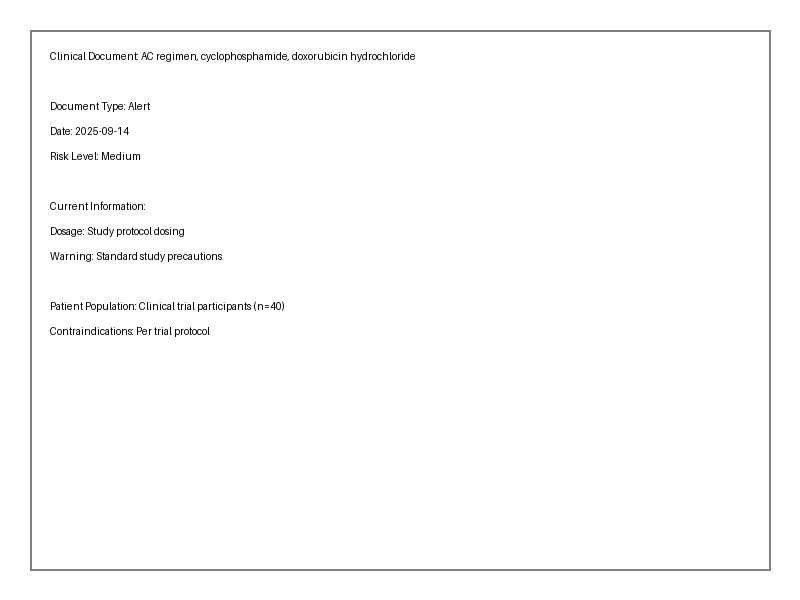 Clinical Document: AC regimen, cyclophosphamide, doxorubicin hydrochloride
Document Type: Alert
Date: 2025-09-14
Risk Level: Medium
Current Information:
Dosage: Study protocol dosing
Warning: Standard study precautions
Patient Population: Clinical trial participants (n=40)
Contraindications: Per trial protocol